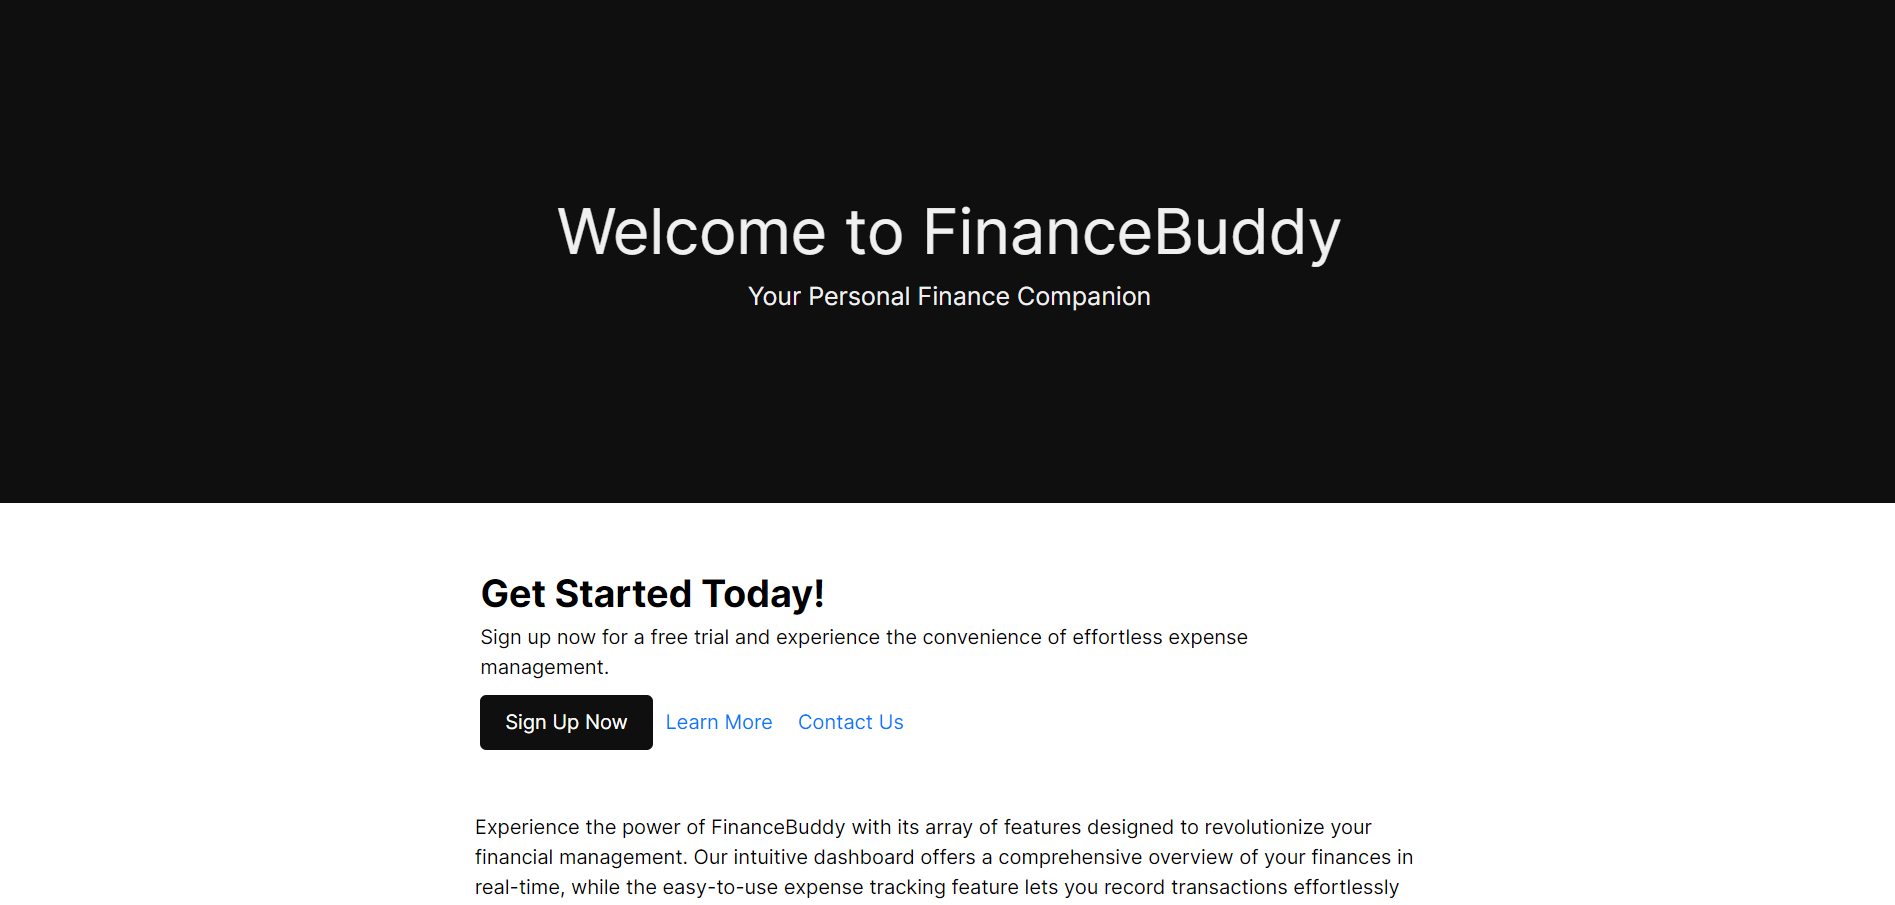 Welcome to FinanceBuddy
Your Personal Finance Companion
Get Started Today!
Sign up now for a free trial and experience the convenience of effortless expense
management.
Sign Up Now Learn More Contact Us
Experience the power of FinanceBuddy with its array of features designed to revolutionize your
financial management. Our intuitive dashboard offers a comprehensive overview of your finances in
real-time, while the easy-to-use expense tracking feature lets you record transactions effortlessly